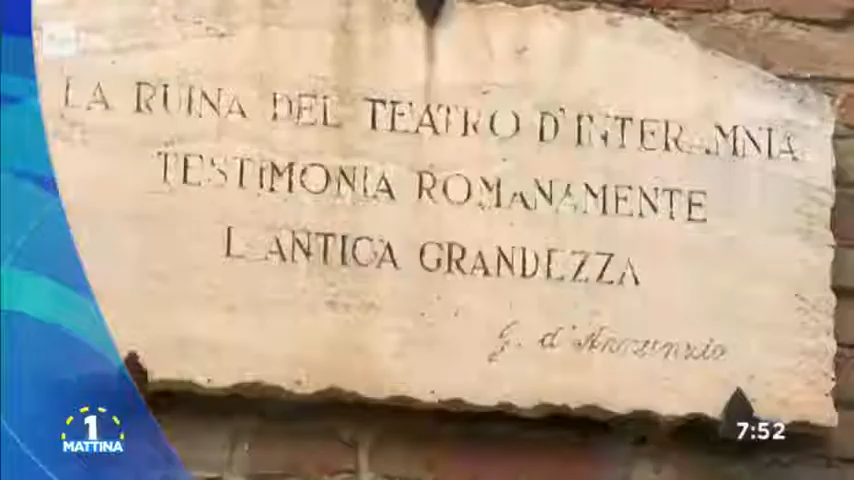 LA RUINA DEL TEATRO D'INTERAMNIA
TESTIMONIA ROMANAMENTE
L ANTICA GRANDEZZA
G. d'Annunzio
1
MATTINA
7:52